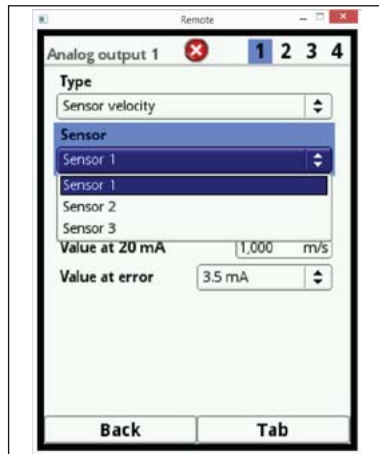 Remote
Analog output 1 1 2 3 4
Type
Sensor velocity
Sensor
Sensor 1
Sensor 1
Sensor 2
Sensor 3
Value at 20 mA 1,000 m/s
Value at error 3.5 mA
Back Tab